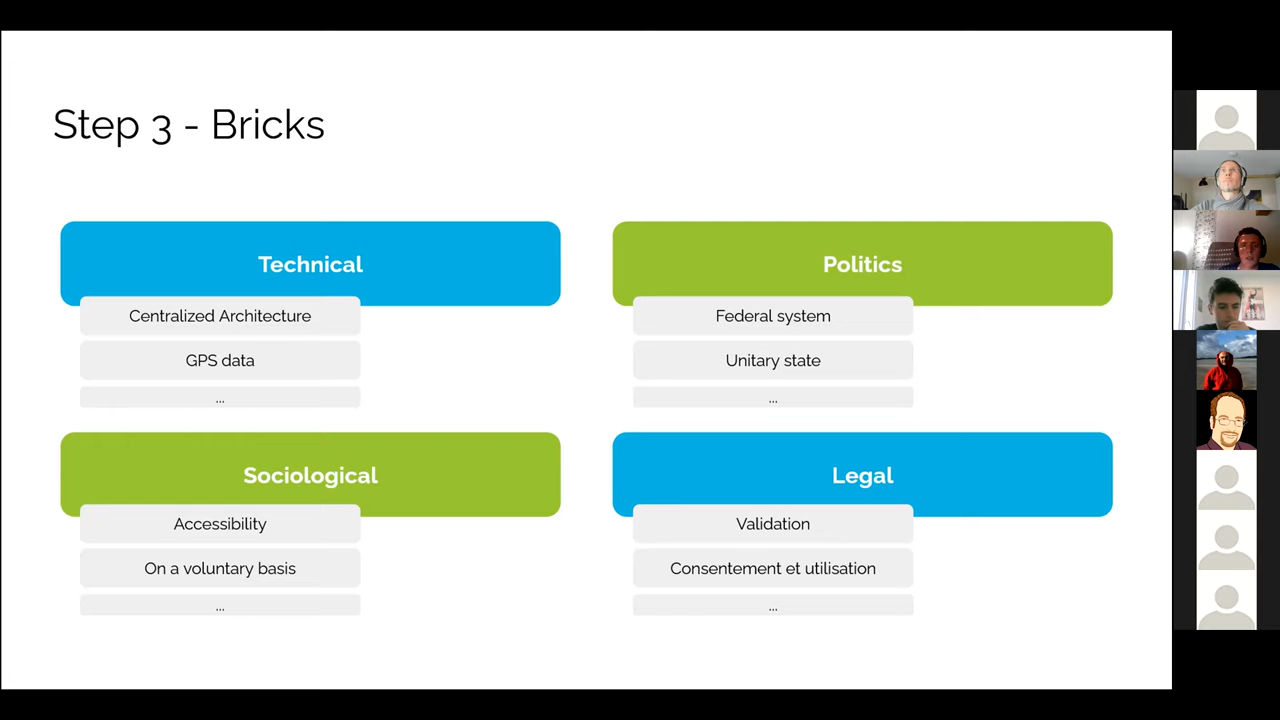 Step 3 - Bricks
Technical
Centralized Architecture
GPS data
...
Politics
Federal system
Unitary state
...
Sociological
Accessibility
On a voluntary basis
...
Legal
Validation
Consentement et utilisation
...